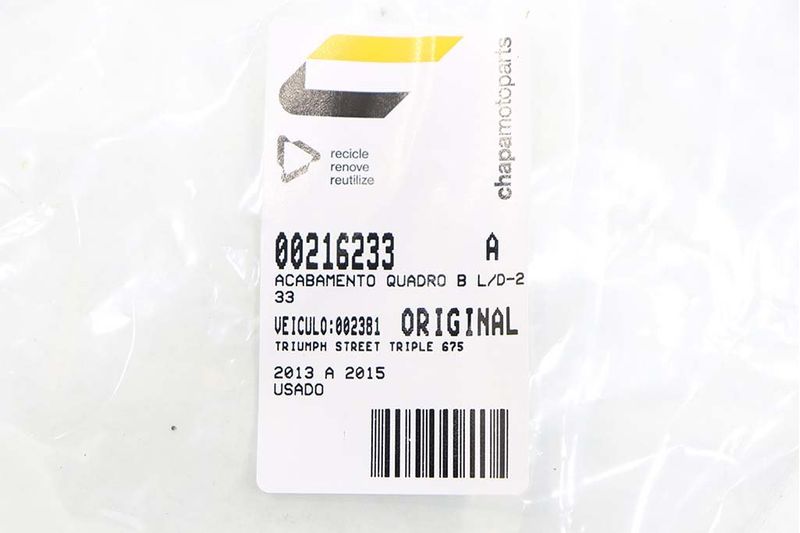 chapamotoparts
recicle
renove
reutilize
00216233 A
ACABAMENTO QUADRO B L/D-2
33
VEICULO:002381 ORIGINAL
TRIUMPH STREET TRIPLE 675
2013 A 2015
USADO